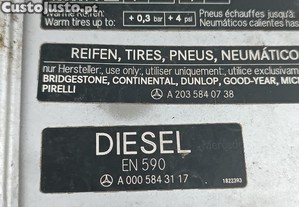 CustoJusto.pt
Warm tires up to
+ 0,3 bar + 4 psi
Pneus échauffés jusqu'à:
Neumaticos calientes has
REIFEN, TIRES, PNEUS, NEUMÁTICO
nur Hersteller:, use only:, utiliser uniquement:, utilice exclusivam
BRIDGESTONE, CONTINENTAL, DUNLOP, GOOD-YEAR, MIC
PIRELLI
A 203 584 07 38
DIESEL
EN 590
A 000 584 31 17
1822393